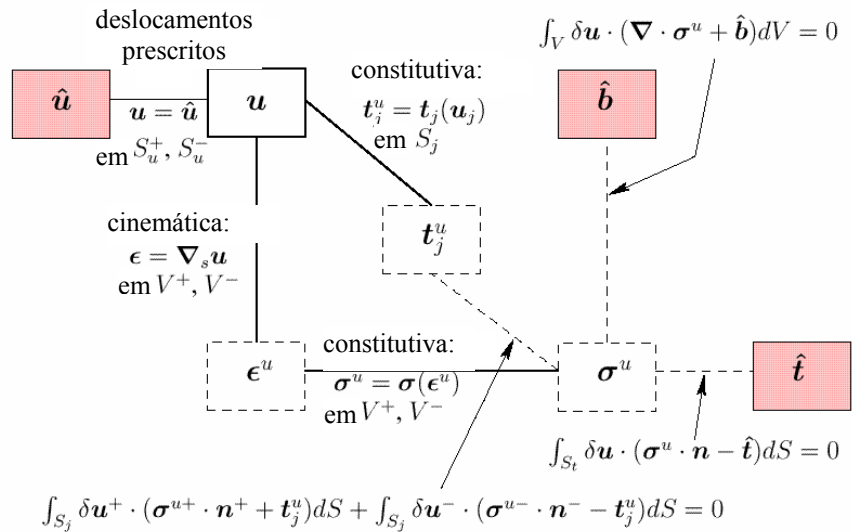 deslocamentos
prescritos
∫_V δu · (∇ · σ^u + b̂)dV = 0
û
u = û
em S_u^+, S_u^-
u
constitutiva:
t_j^u = t_j(u_j)
em S_j
b̂
cinemática:
ϵ = ∇_s u
em V^+, V^-
t_j^u
ϵ^u
constitutiva:
σ^u = σ(ϵ^u)
em V^+, V^-
σ^u
t̂
∫_{S_t} δu · (σ^u · n − t̂)dS = 0
∫_{S_j} δu^+ · (σ^{u+} · n^+ + t_j^u)dS + ∫_{S_j} δu^- · (σ^{u-} · n^- − t_j^u)dS = 0